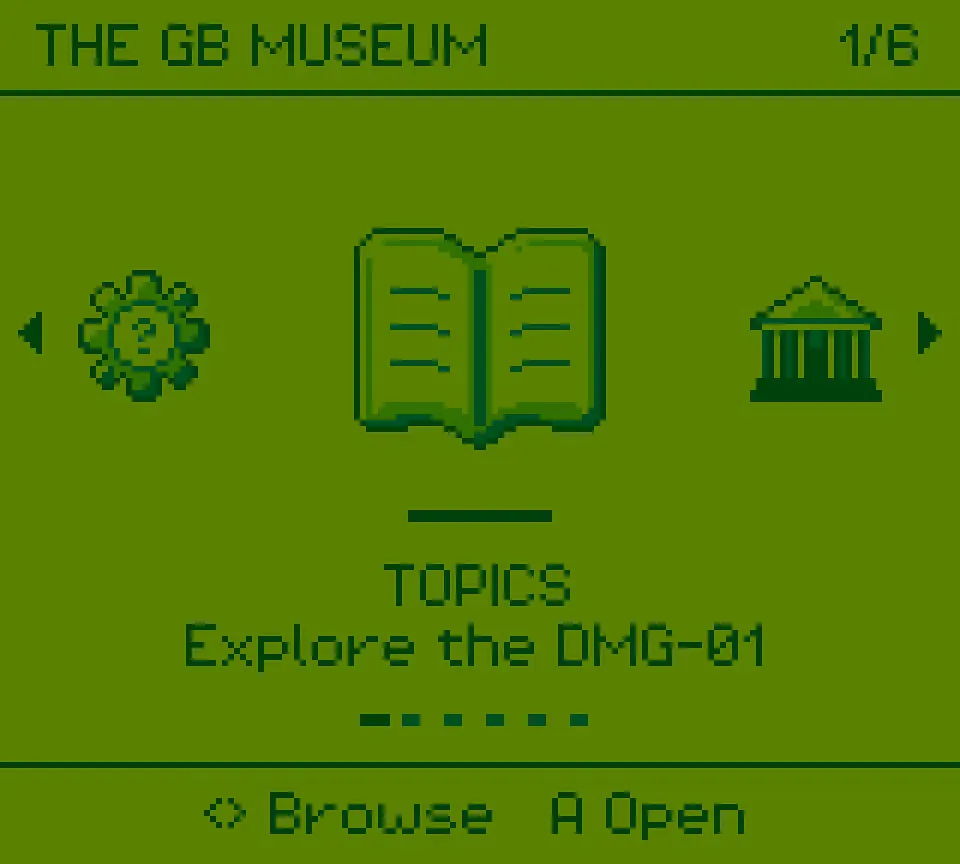 THE GB MUSEUM 1/6
?
TOPICS
Explore the DMG-01
<> Browse A Open